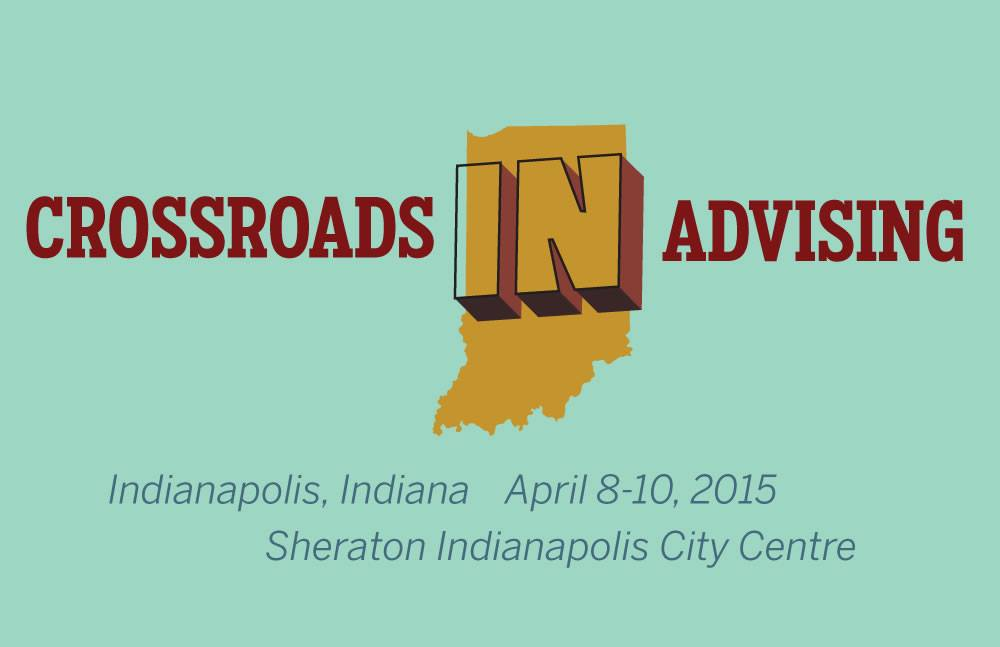 CROSSROADS IN ADVISING
Indianapolis, Indiana April 8-10, 2015
Sheraton Indianapolis City Centre